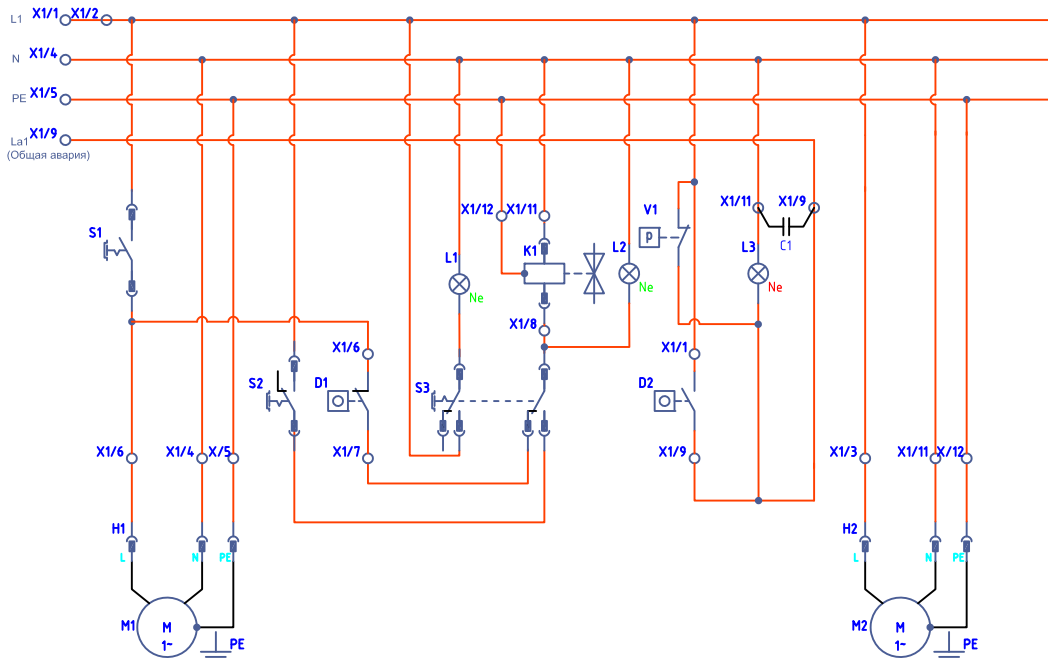 L1 X1/1 X1/2
N X1/4
PE X1/5
La1 X1/9
(Общая авария)
X1/12 X1/11 V1 X1/11 X1/9
S1 P
L1 K1 L2 L3 C1
Ne Ne Ne
X1/8
X1/6 X1/1
S2 D1 S3 D2
X1/6 X1/4 X/5 X1/7 X1/9 X1/3 X1/11 X/12
H1 H2
L N PE L N PE
M1 M M2 M
1~ PE 1~ PE